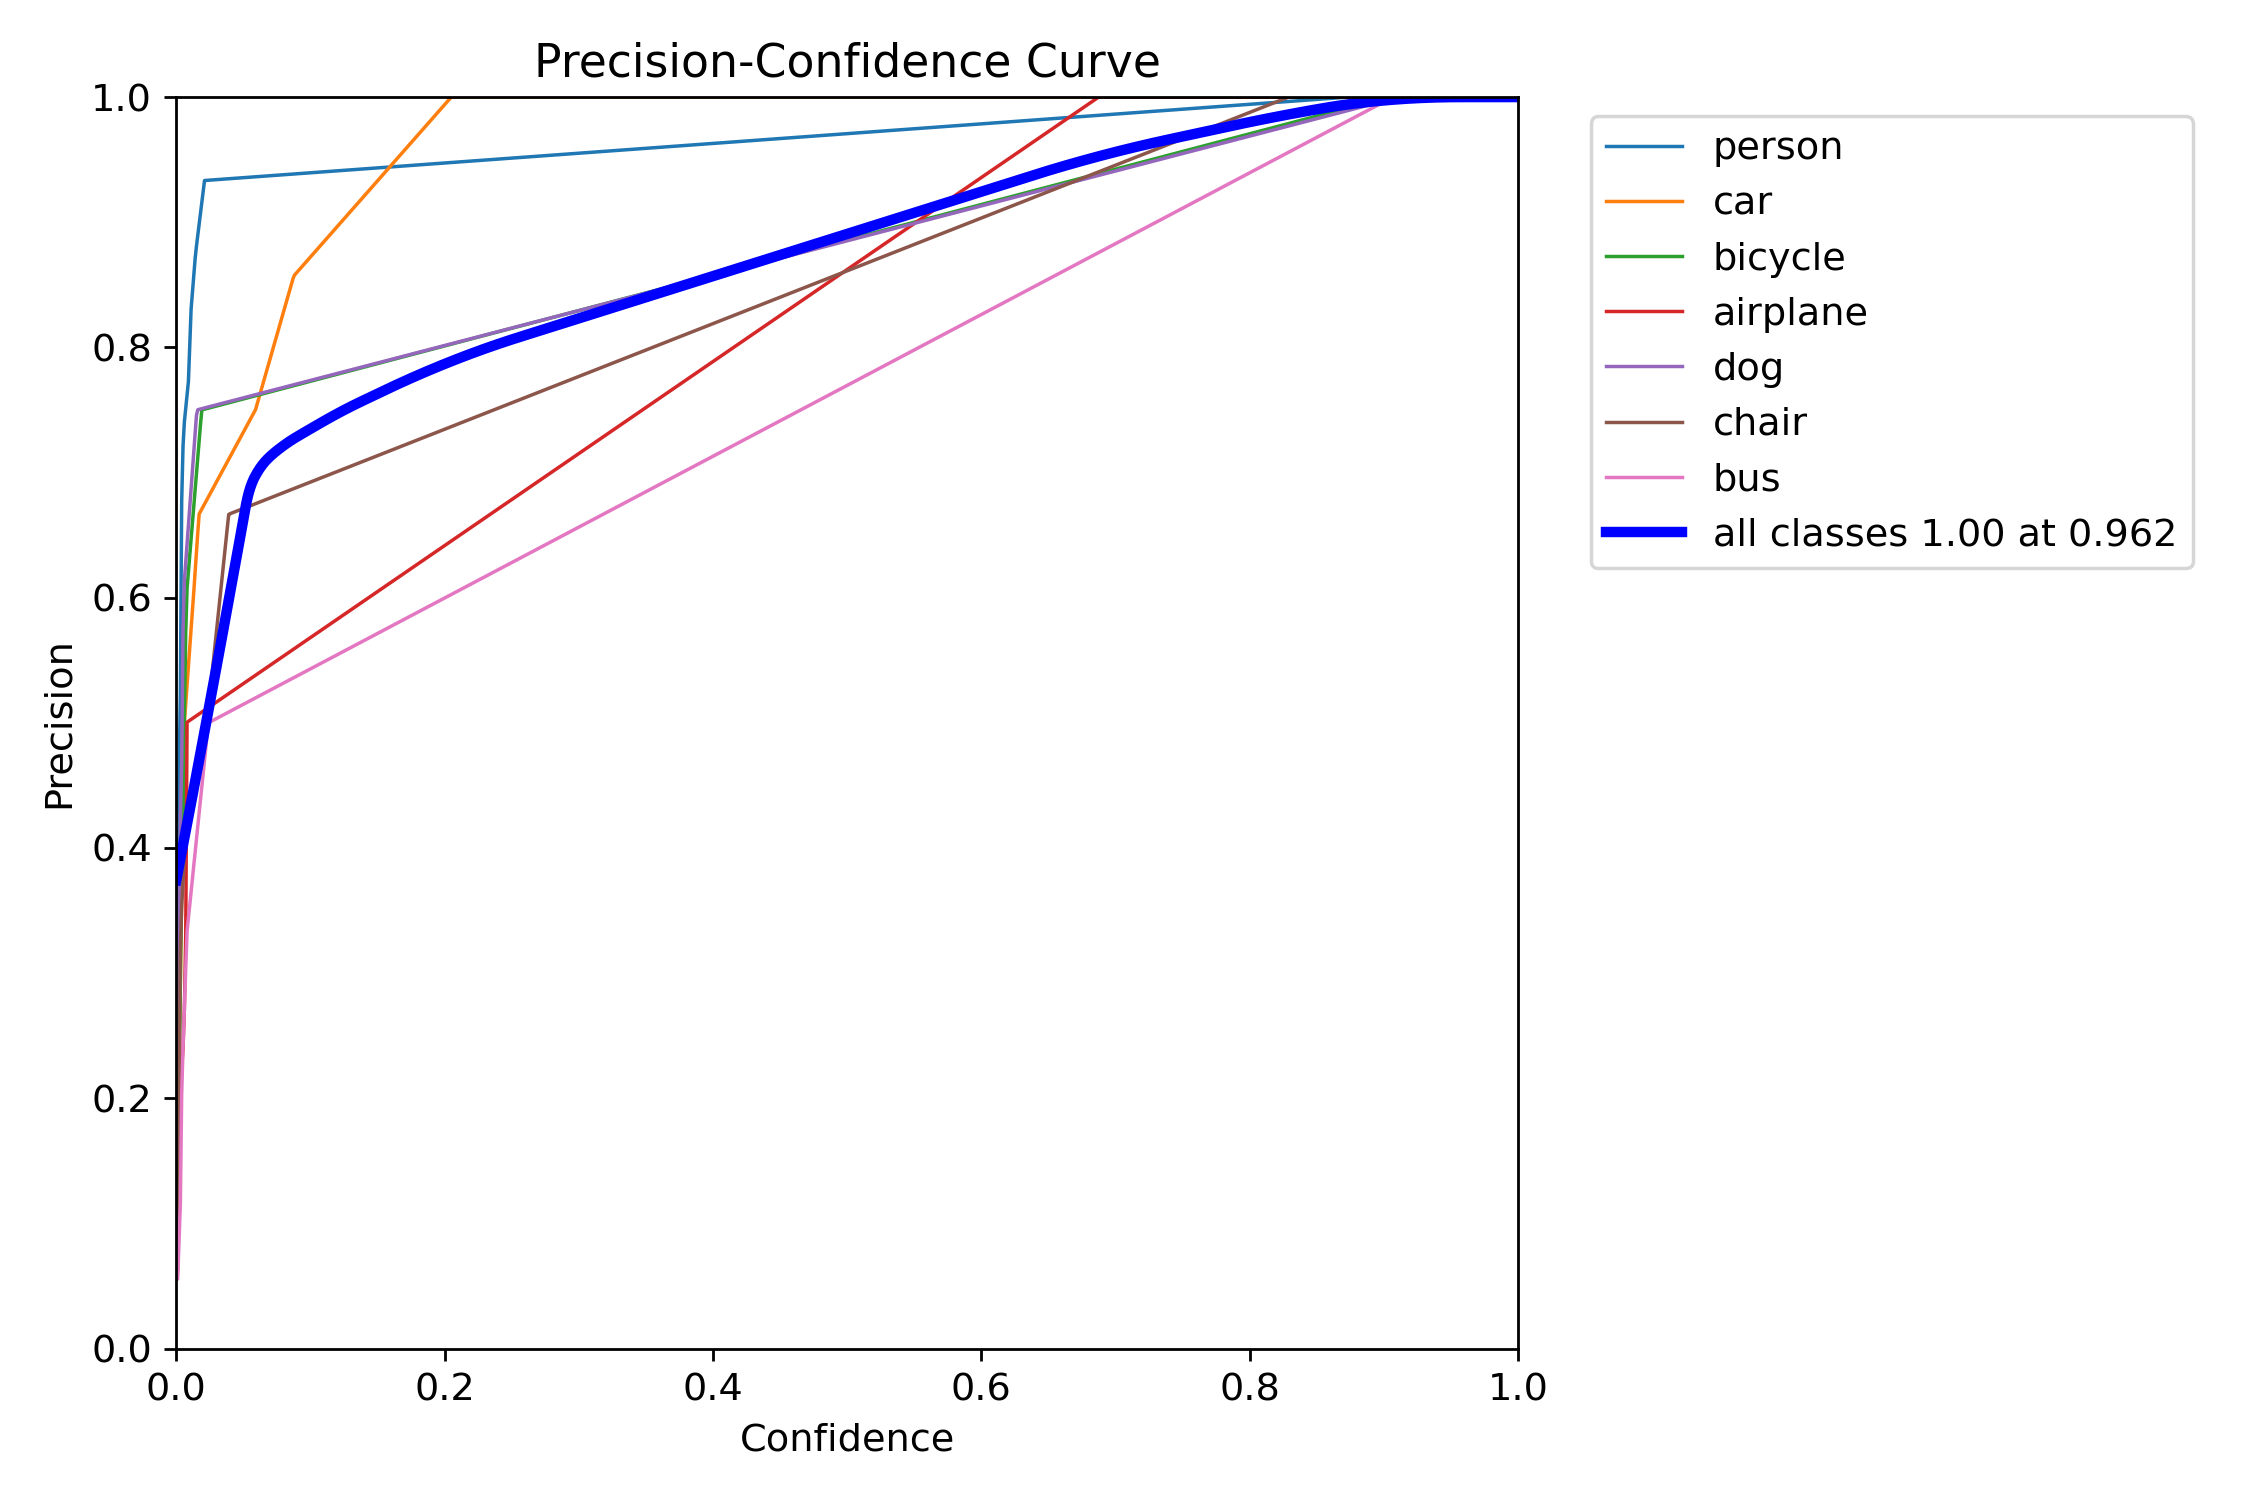 Precision-Confidence Curve
1.0
0.8
0.6
0.4
0.2
0.0
Precision
0.0 0.2 0.4 0.6 0.8 1.0
Confidence
person
car
bicycle
airplane
dog
chair
bus
all classes 1.00 at 0.962